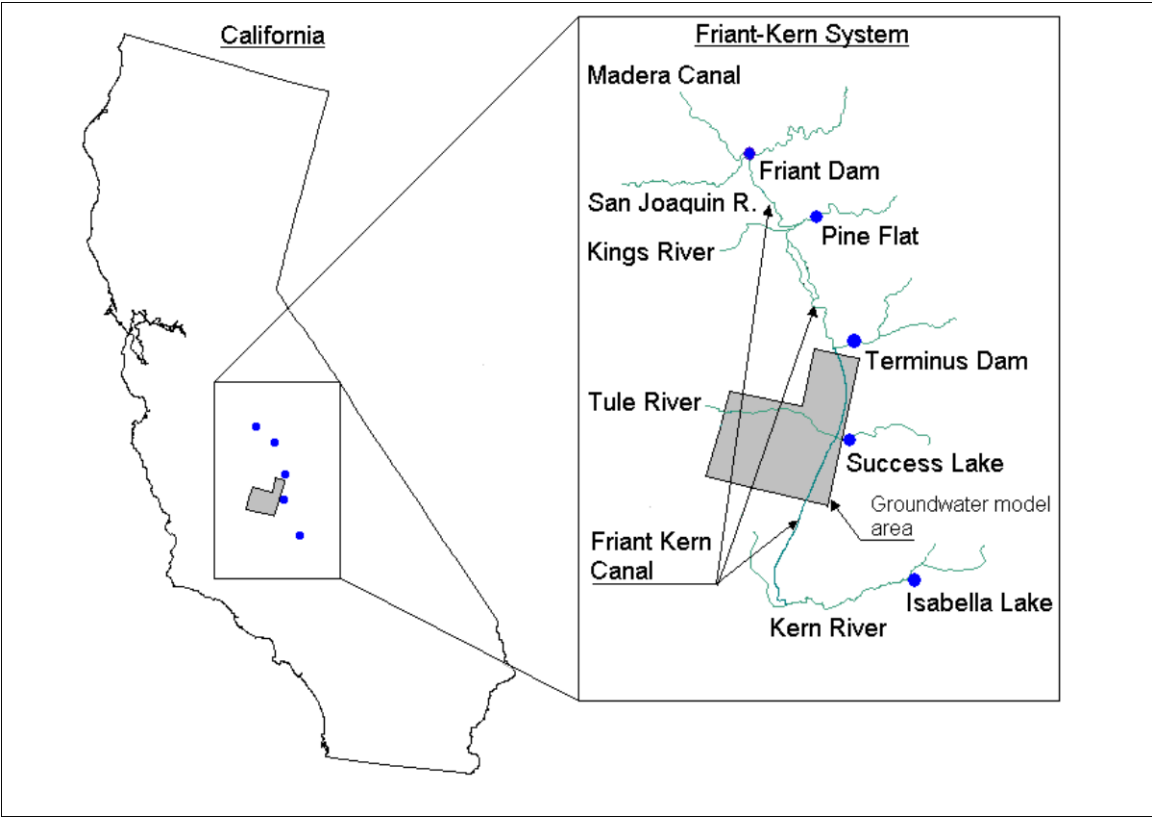 California
Friant-Kern System
Madera Canal
Friant Dam
San Joaquin R.
Pine Flat
Kings River
Terminus Dam
Tule River
Success Lake
Groundwater model
area
Friant Kern
Canal
Isabella Lake
Kern River